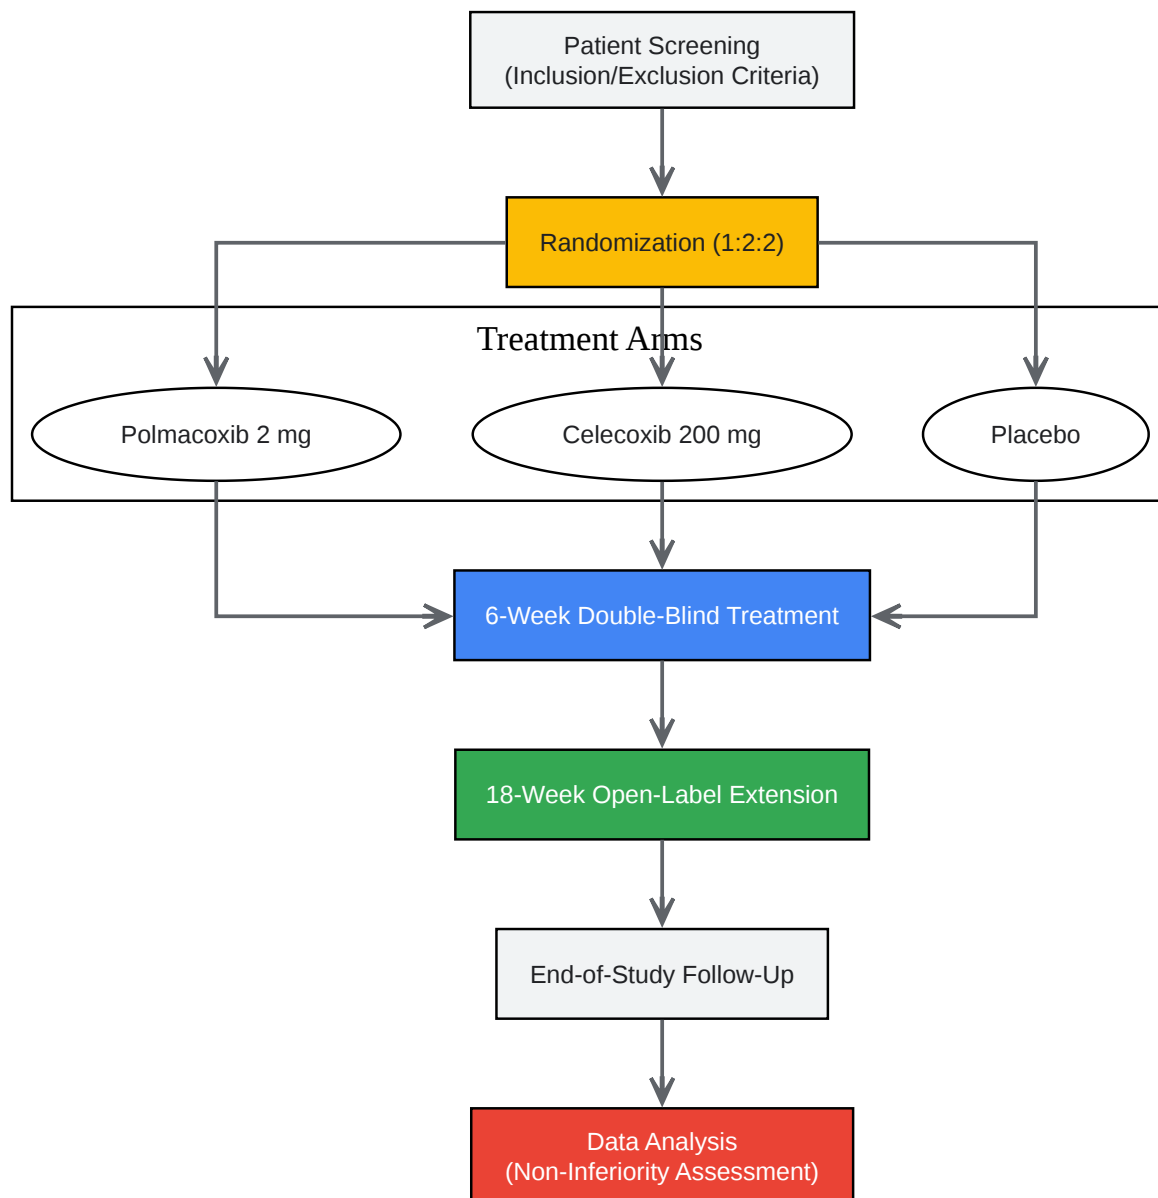 Patient Screening
(Inclusion/Exclusion Criteria)
Randomization (1:2:2)
Treatment Arms
Polmacoxib 2 mg
Celecoxib 200 mg
Placebo
6-Week Double-Blind Treatment
18-Week Open-Label Extension
End-of-Study Follow-Up
Data Analysis
(Non-Inferiority Assessment)